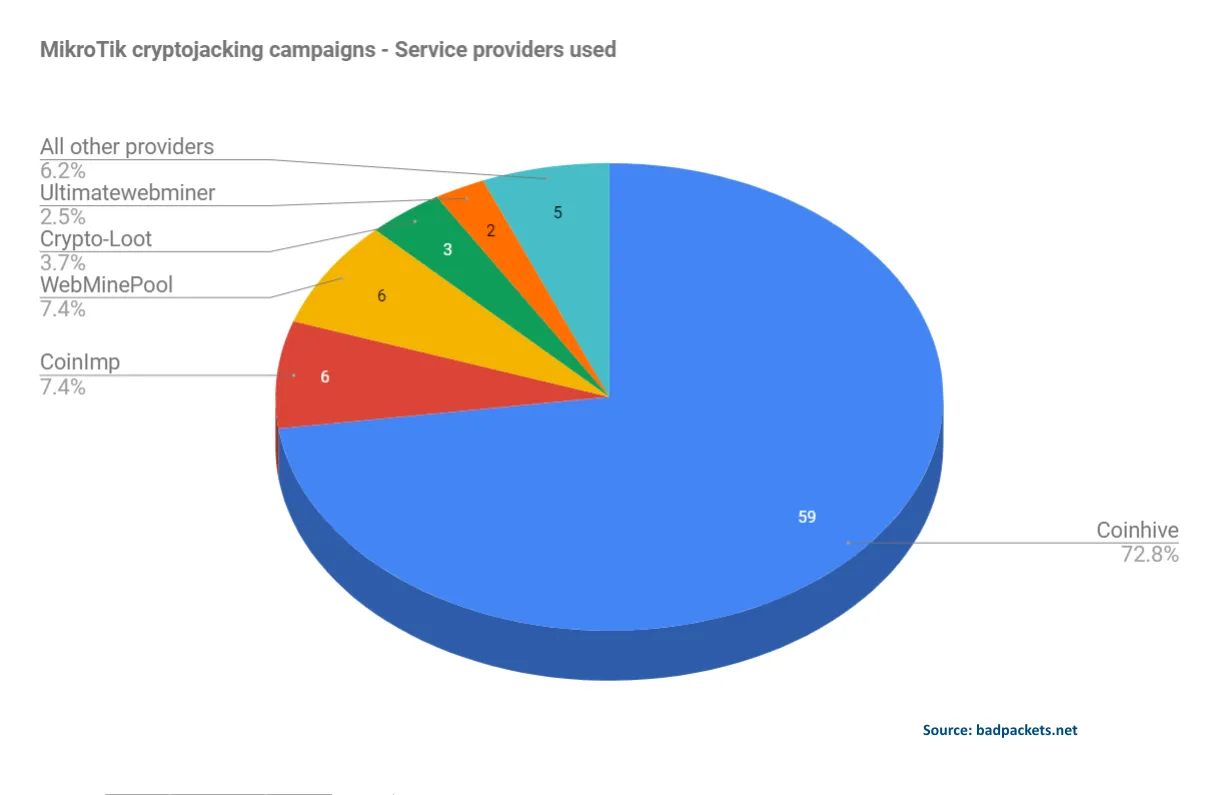 MikroTik cryptojacking campaigns - Service providers used
All other providers
6.2%
Ultimatewebminer
2.5%
Crypto-Loot
3.7%
WebMinePool
7.4%
CoinImp
7.4%
5
2
3
6
6
59
Coinhive
72.8%
Source: badpackets.net